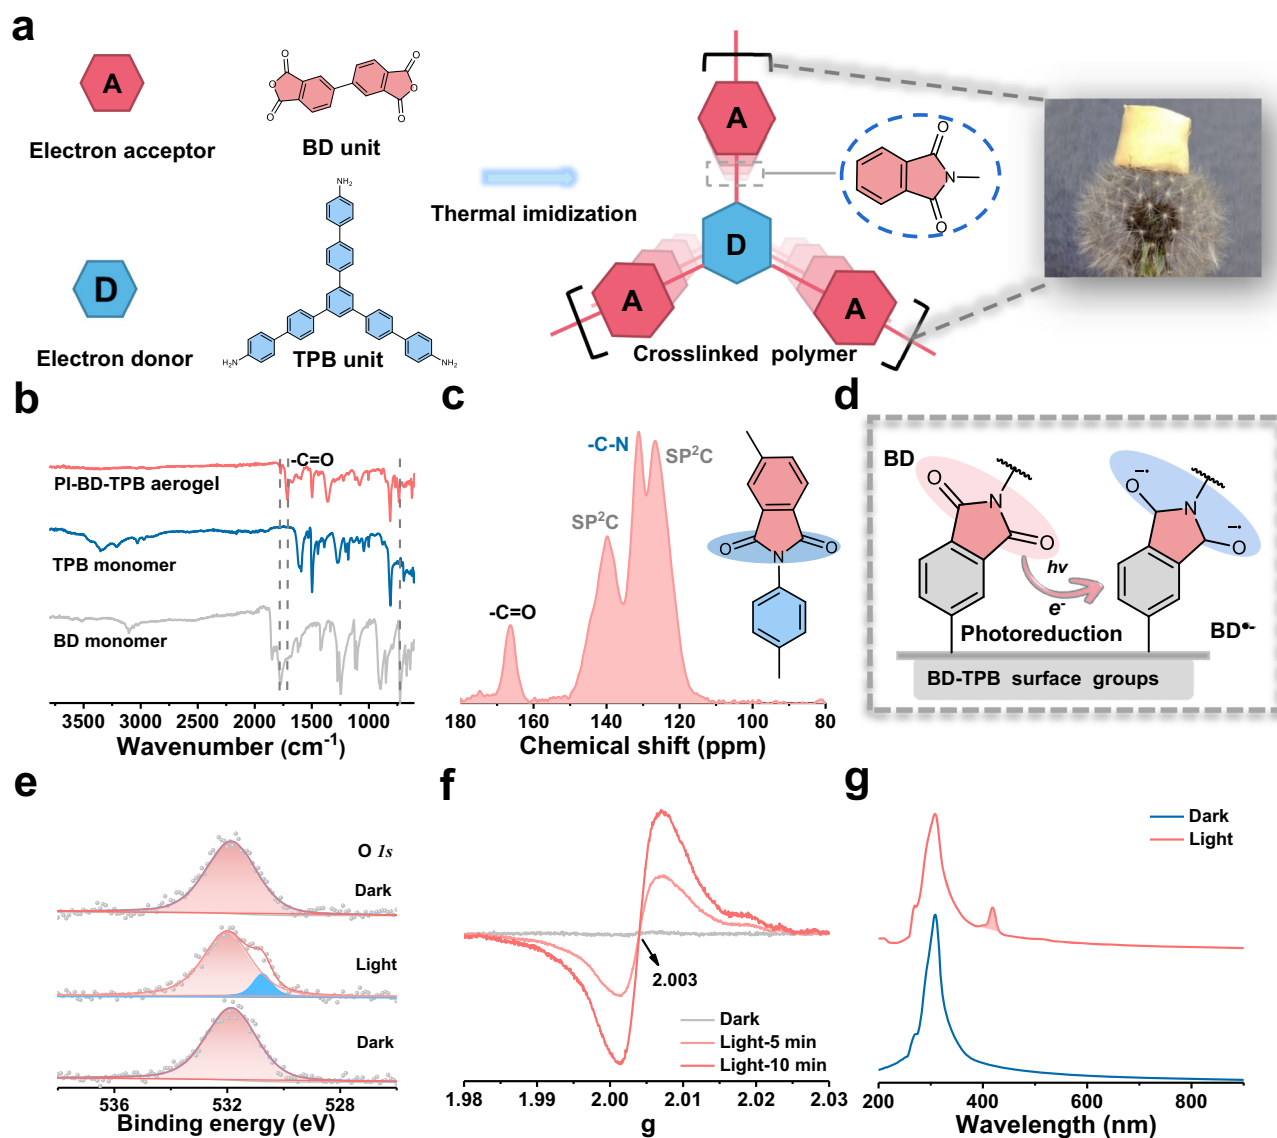 a
A
Electron acceptor
O
O
O
O
O
O
BD unit
D
Electron donor
NH₂
H₂N
NH₂
TPB unit
Thermal imidization
A
D
A
A
O
N
O
Crosslinked polymer
b
-C=O
PI-BD-TPB aerogel
TPB monomer
BD monomer
3500 2500 2000 1500 1000
Wavenumber (cm⁻¹)
c
-C-N
SP²C
SP²C
-C=O
O
N
O
180 160 140 120 100 80
Chemical shift (ppm)
d
BD
O
N
O
hv
e⁻
Photoreduction
O
N
O
−•
−•
BD•-
BD-TPB surface groups
e
O 1s
Dark
Light
Dark
536 532 528
Binding energy (eV)
f
2.003
Dark
Light-5 min
Light-10 min
1.98 1.99 2.00 2.01 2.02 2.03
g
g
Dark
Light
200 400 600 800
Wavelength (nm)